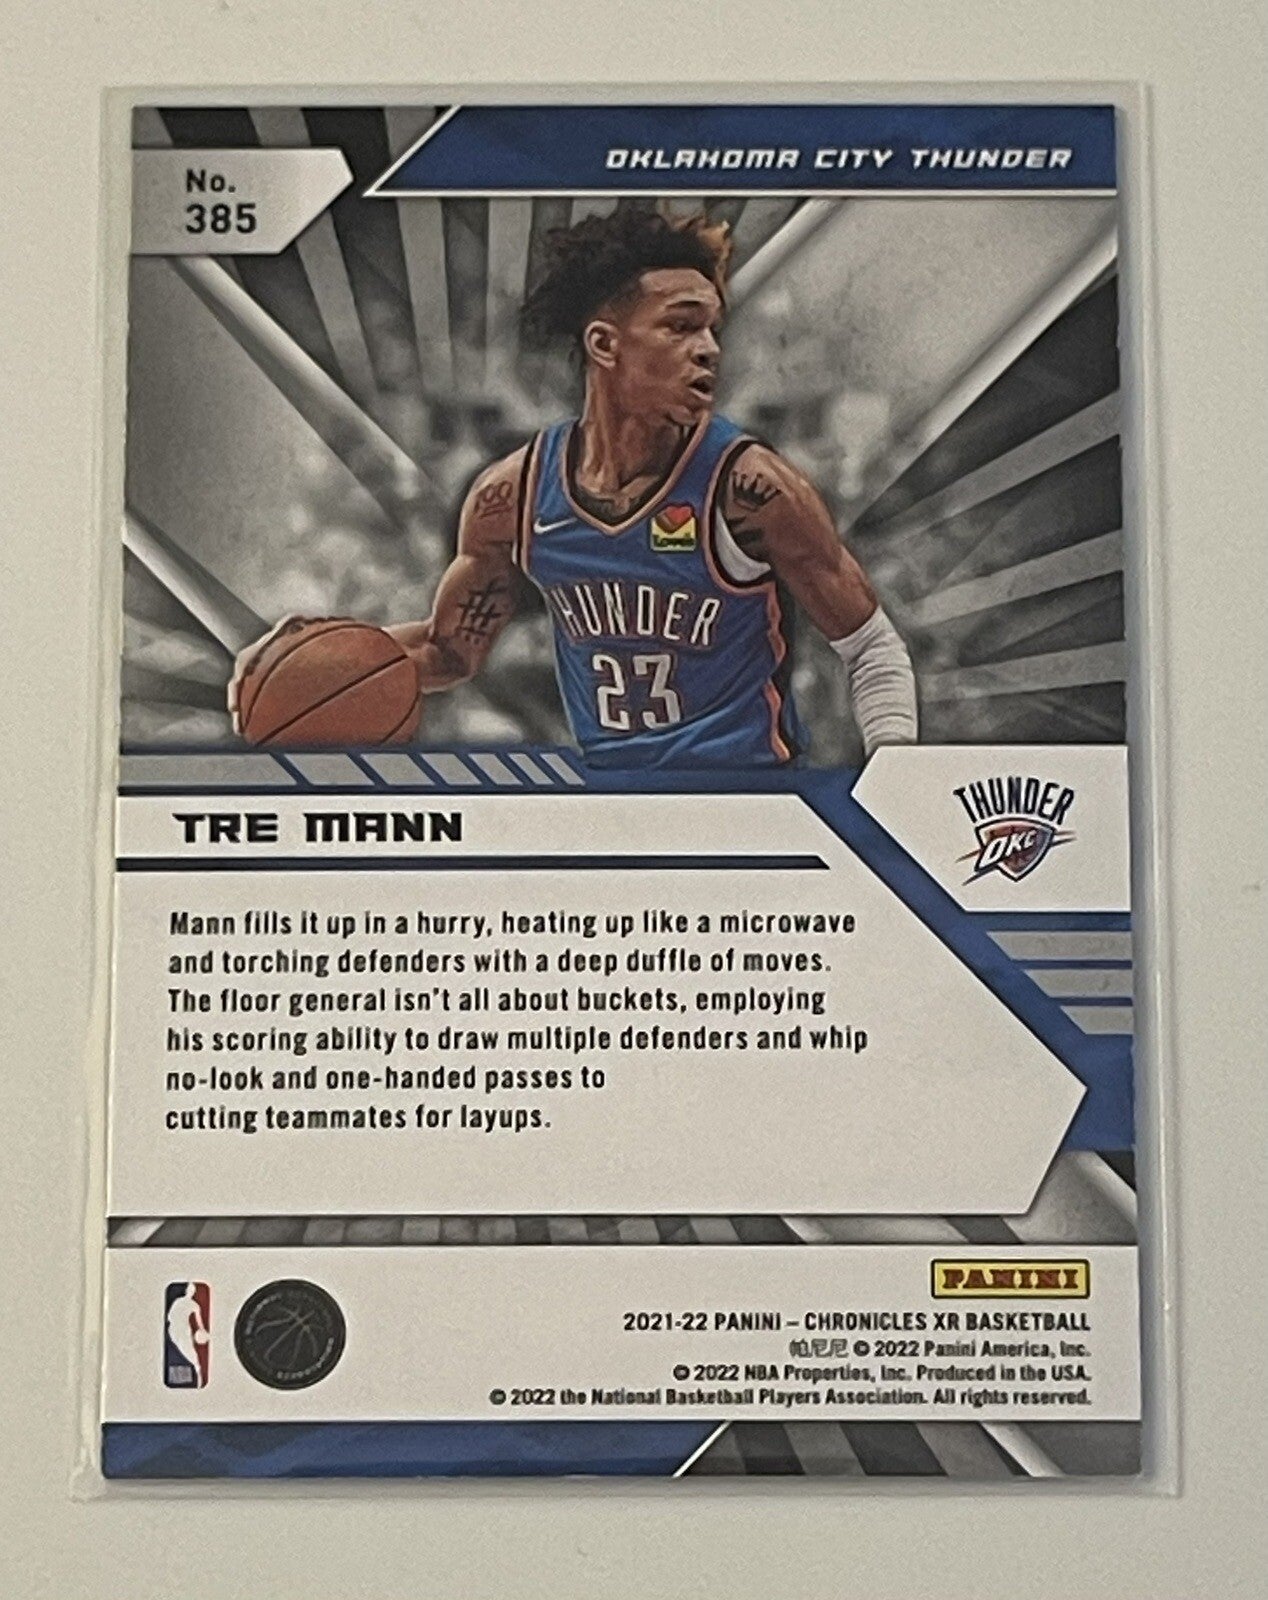 No.
385
OKLAHOMA CITY THUNDER
100
Love's
THUNDER
23
TRE MANN
THUNDER
OKC
Mann fills it up in a hurry, heating up like a microwave
and torching defenders with a deep duffle of moves.
The floor general isn't all about buckets, employing
his scoring ability to draw multiple defenders and whip
no-look and one-handed passes to
cutting teammates for layups.
PANINI
NBA
2021-22 PANINI – CHRONICLES XR BASKETBALL
帕尼尼 © 2022 Panini America, Inc.
© 2022 NBA Properties, Inc. Produced in the USA.
© 2022 the National Basketball Players Association. All rights reserved.